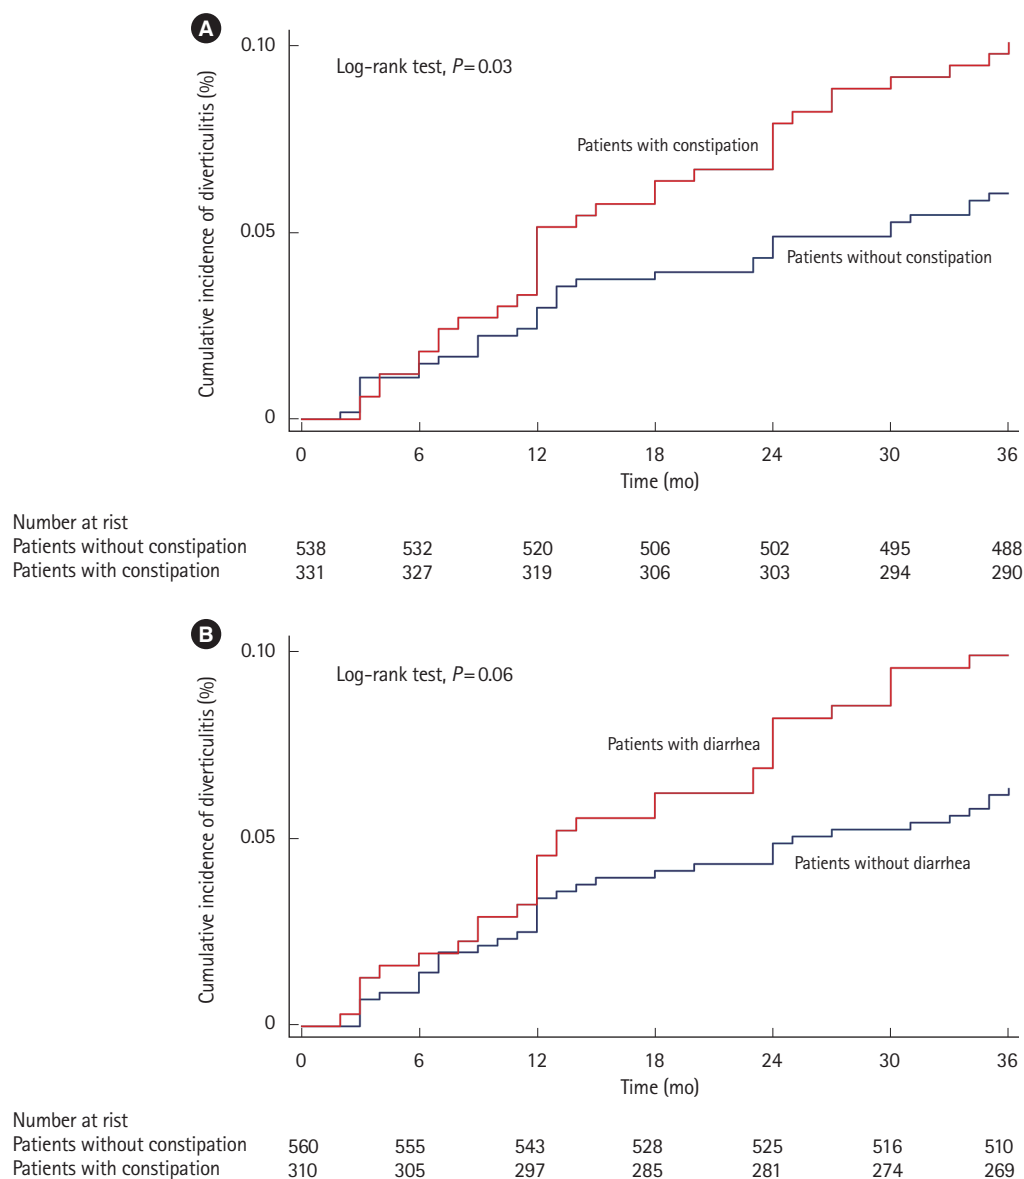 A
Cumulative incidence of diverticulitis (%)
0.10
0.05
0
Log-rank test, P=0.03
Patients with constipation
Patients without constipation
0 6 12 18 24 30 36
Time (mo)
Number at rist
Patients without constipation 538 532 520 506 502 495 488
Patients with constipation 331 327 319 306 303 294 290
B
Cumulative incidence of diverticulitis (%)
0.10
0.05
0
Log-rank test, P=0.06
Patients with diarrhea
Patients without diarrhea
0 6 12 18 24 30 36
Time (mo)
Number at rist
Patients without constipation 560 555 543 528 525 516 510
Patients with constipation 310 305 297 285 281 274 269